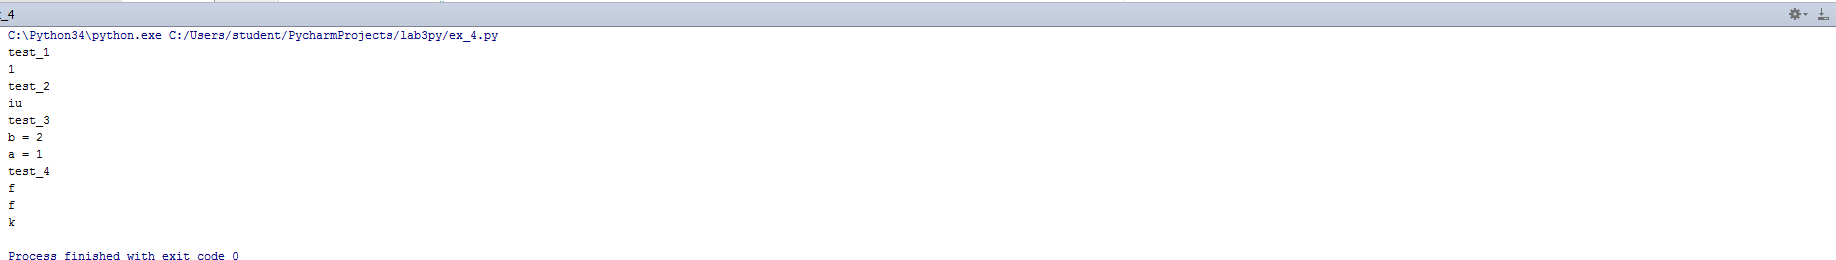 _4
C:\Python34\python.exe C:/Users/student/PycharmProjects/lab3py/ex_4.py
test_1
1
test_2
iu
test_3
b = 2
a = 1
test_4
f
f
k
Process finished with exit code 0